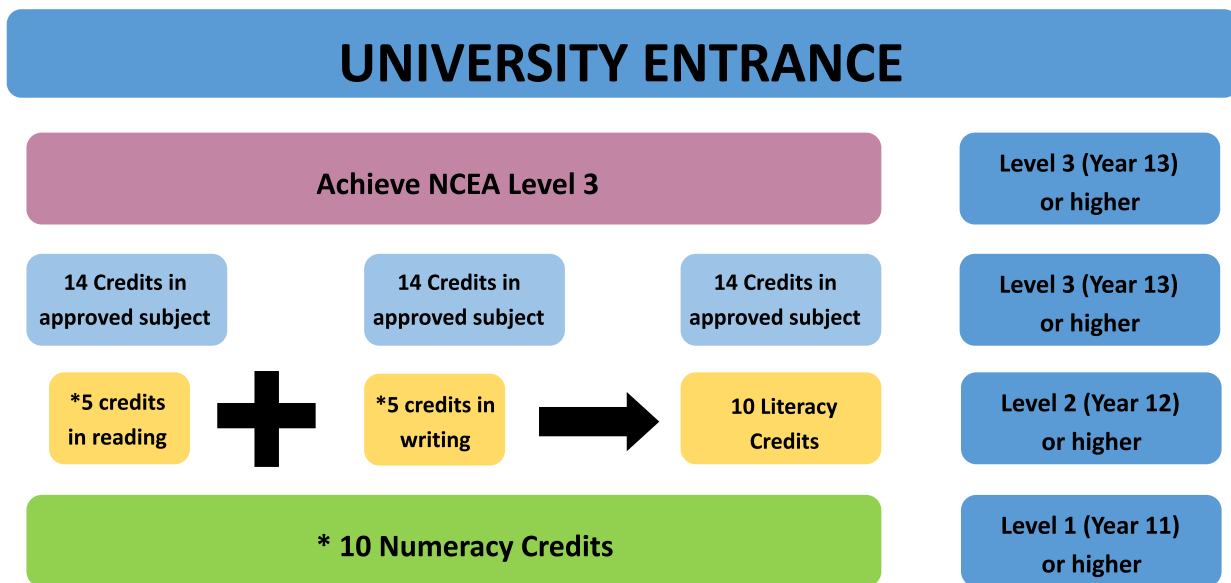 UNIVERSITY ENTRANCE
Achieve NCEA Level 3
Level 3 (Year 13)
or higher
14 Credits in
approved subject
14 Credits in
approved subject
14 Credits in
approved subject
Level 3 (Year 13)
or higher
*5 credits
in reading
*5 credits in
writing
10 Literacy
Credits
Level 2 (Year 12)
or higher
* 10 Numeracy Credits
Level 1 (Year 11)
or higher